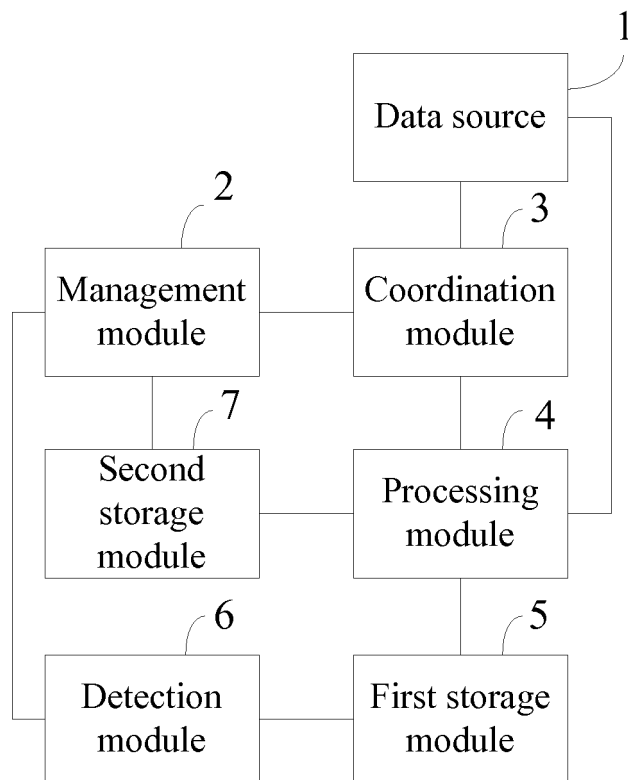 1
Data source
2
3
Management
module
Coordination
module
7
4
Second
storage
module
Processing
module
6
5
Detection
module
First storage
module